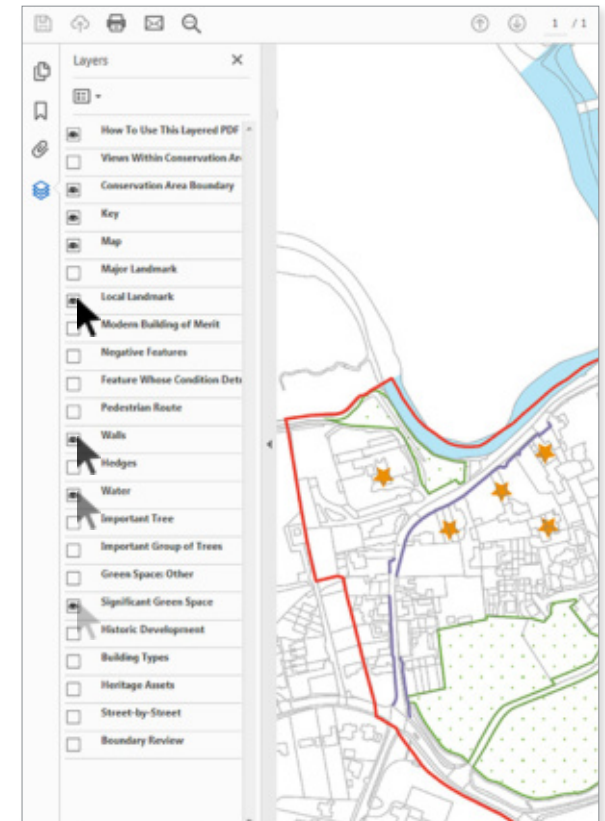 1 / 1
Layers
How To Use This Layered PDF
Views Within Conservation Are
Conservation Area Boundary
Key
Map
Major Landmark
Local Landmark
Modern Building of Merit
Negative Features
Feature Whose Condition Detr
Pedestrian Route
Walls
Hedges
Water
Important Tree
Important Group of Trees
Green Space: Other
Significant Green Space
Historic Development
Building Types
Heritage Assets
Street-by-Street
Boundary Review